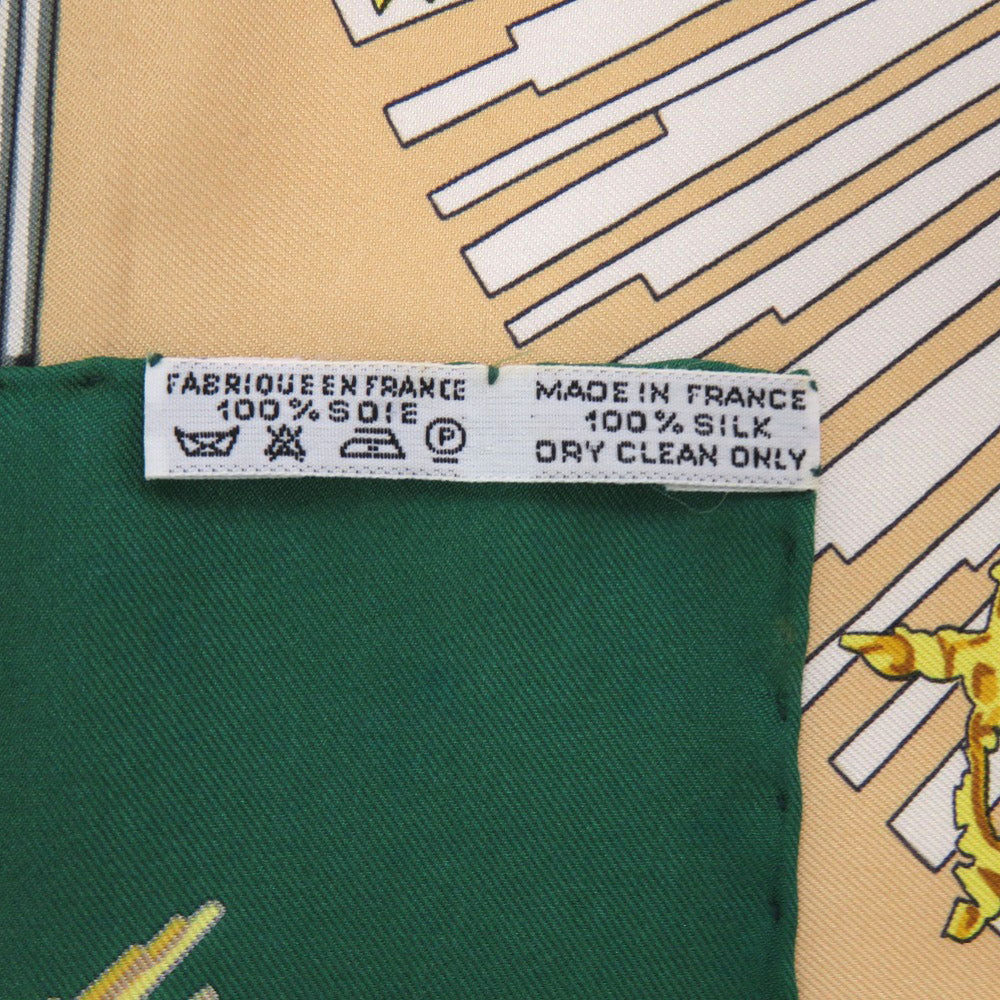 FABRIQUE EN FRANCE
100% SOIE
P
MADE IN FRANCE
100% SILK
DRY CLEAN ONLY